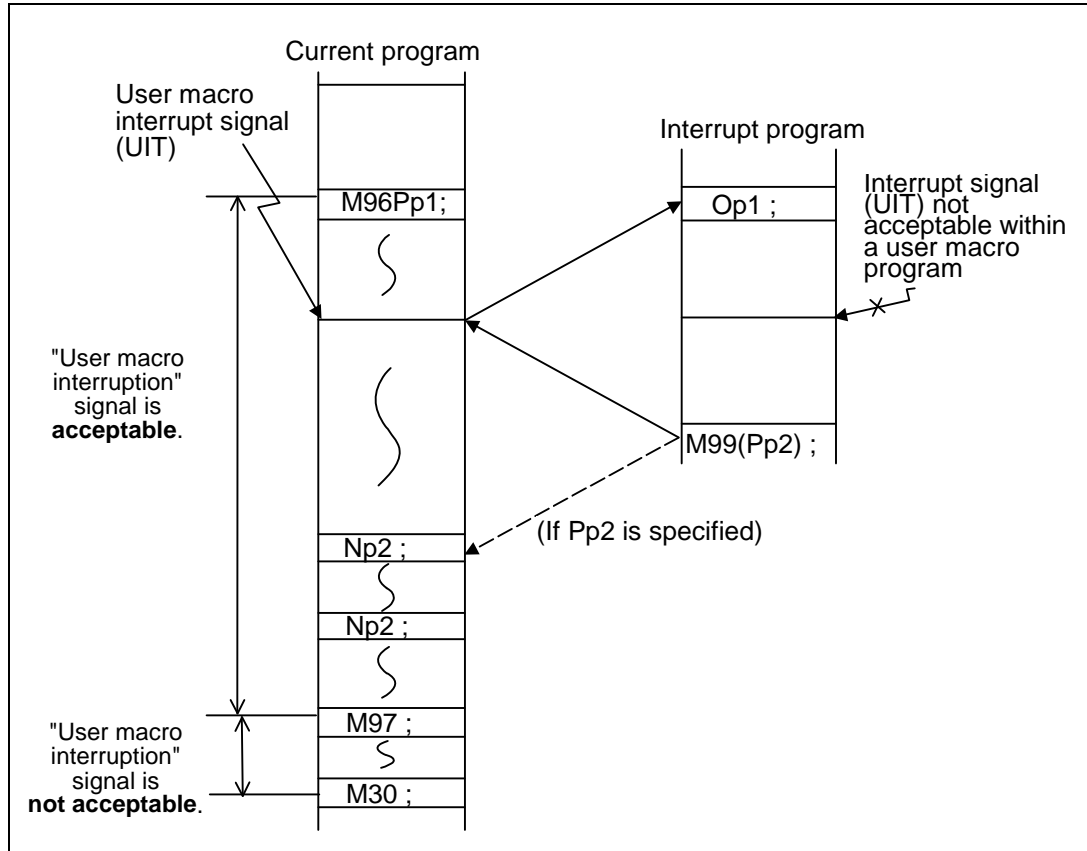 Current program
User macro
interrupt signal
(UIT)
Interrupt program
M96Pp1;
Op1 ;
Interrupt signal
(UIT) not
acceptable within
a user macro
program
"User macro
interruption"
signal is
acceptable.
M99(Pp2) ;
(If Pp2 is specified)
Np2 ;
Np2 ;
M97 ;
"User macro
interruption"
signal is
not acceptable.
M30 ;